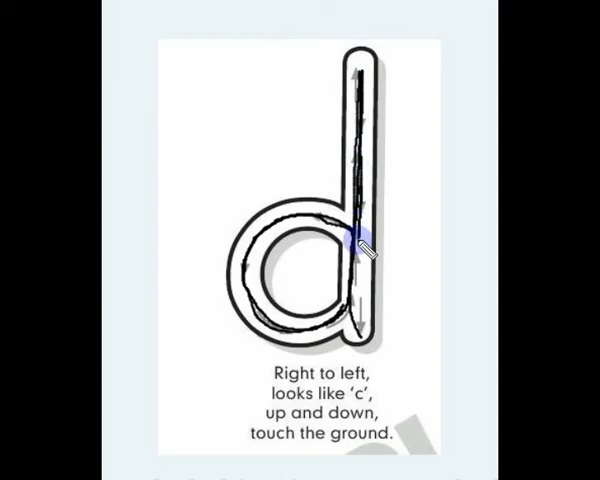 d
Right to left,
looks like ‘c’,
up and down,
touch the ground.